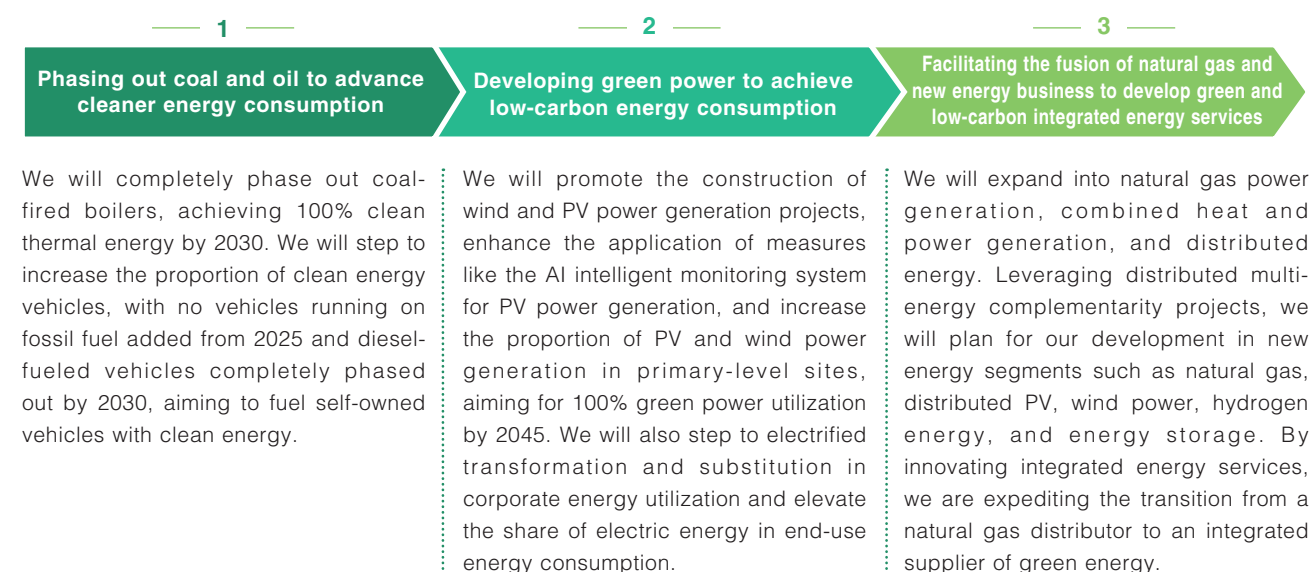 1
Phasing out coal and oil to advance
cleaner energy consumption
We will completely phase out coal-
fired boilers, achieving 100% clean
thermal energy by 2030. We will step to
increase the proportion of clean energy
vehicles, with no vehicles running on
fossil fuel added from 2025 and diesel-
fueled vehicles completely phased
out by 2030, aiming to fuel self-owned
vehicles with clean energy.
2
Developing green power to achieve
low-carbon energy consumption
We will promote the construction of
wind and PV power generation projects,
enhance the application of measures
like the AI intelligent monitoring system
for PV power generation, and increase
the proportion of PV and wind power
generation in primary-level sites,
aiming for 100% green power utilization
by 2045. We will also step to electrified
transformation and substitution in
corporate energy utilization and elevate
the share of electric energy in end-use
energy consumption.
3
Facilitating the fusion of natural gas and
new energy business to develop green and
low-carbon integrated energy services
We will expand into natural gas power
generation, combined heat and
power generation, and distributed
energy. Leveraging distributed multi-
energy complementarity projects, we
will plan for our development in new
energy segments such as natural gas,
distributed PV, wind power, hydrogen
energy, and energy storage. By
innovating integrated energy services,
we are expediting the transition from a
natural gas distributor to an integrated
supplier of green energy.